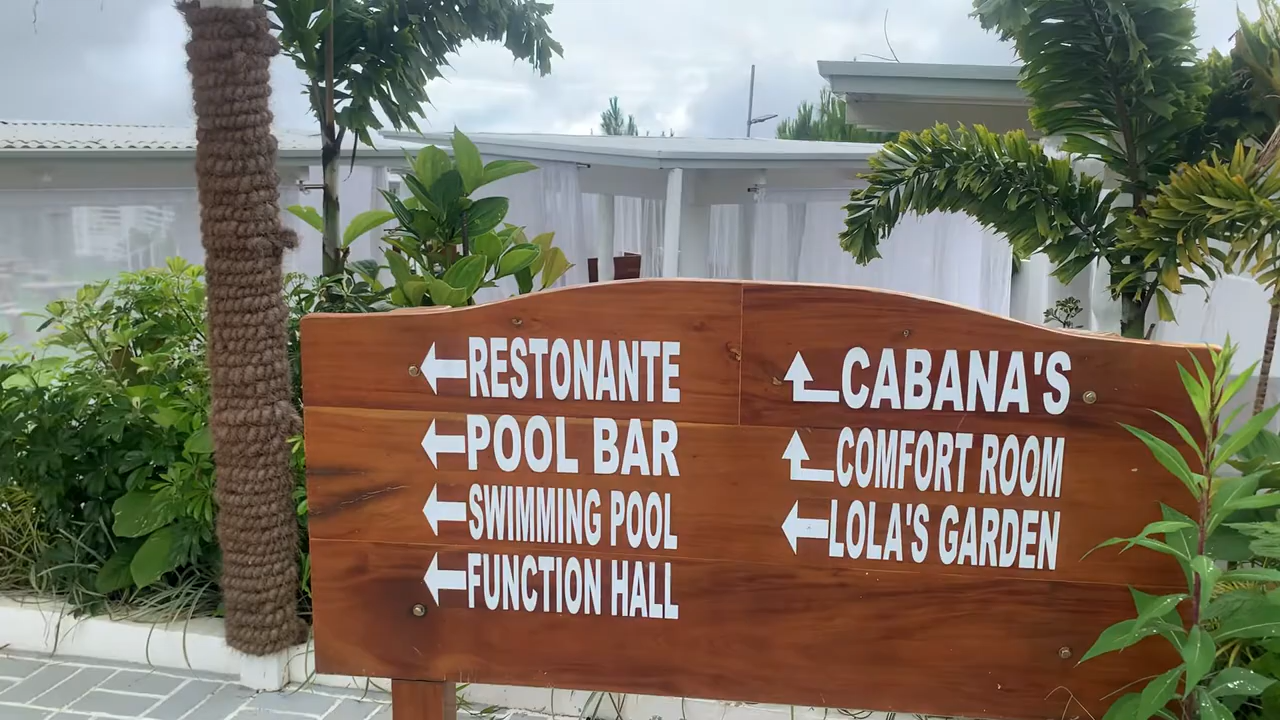 RESTONANTE
POOL BAR
SWIMMING POOL
FUNCTION HALL
CABANA'S
COMFORT ROOM
LOLA'S GARDEN